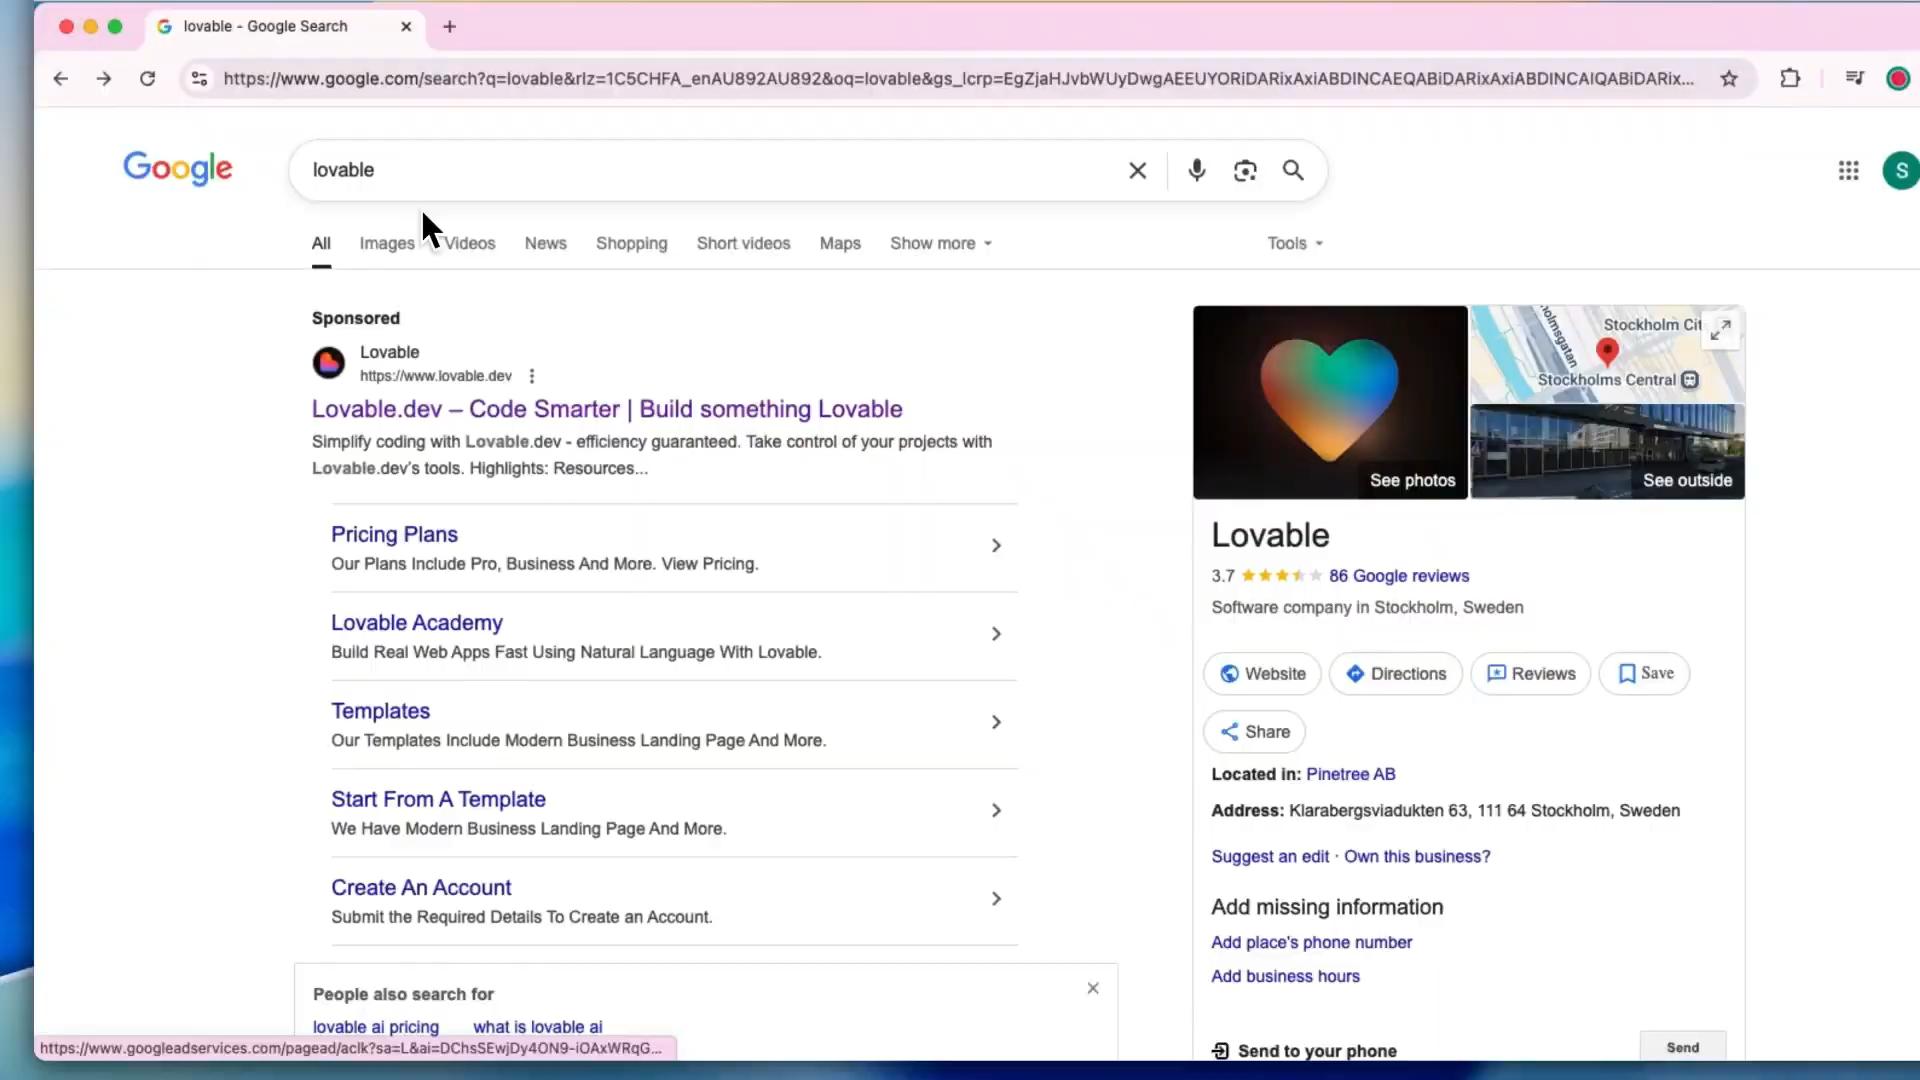 lovable - Google Search
https://www.google.com/search?q=lovable&rlz=1C5CHFA_enAU892AU892&oq=lovable&gs_lcrp=EgZjaHJvbWUyDwgAEEUYORiDARixAxiABDINCAEQABiDARixAxiABDINCAIQABiDARix...
Google
lovable
S
All Images Videos News Shopping Short videos Maps Show more Tools
Sponsored
Lovable
https://www.lovable.dev
Lovable.dev – Code Smarter | Build something Lovable
Simplify coding with Lovable.dev - efficiency guaranteed. Take control of your projects with
Lovable.dev's tools. Highlights: Resources...
Pricing Plans
Our Plans Include Pro, Business And More. View Pricing.
Lovable Academy
Build Real Web Apps Fast Using Natural Language With Lovable.
Templates
Our Templates Include Modern Business Landing Page And More.
Start From A Template
We Have Modern Business Landing Page And More.
Create An Account
Submit the Required Details To Create an Account.
People also search for
lovable ai pricing what is lovable ai
https://www.googleadservices.com/pagead/aclk?sa=L&ai=DChsSEwjDy4ON9-iOAxWRqG...
See photos
holmsgatan
Stockholm Cit
Stockholms Central
See outside
Lovable
3.7 86 Google reviews
Software company in Stockholm, Sweden
Website Directions Reviews Save
Share
Located in: Pinetree AB
Address: Klarabergsviadukten 63, 111 64 Stockholm, Sweden
Suggest an edit · Own this business?
Add missing information
Add place's phone number
Add business hours
Send to your phone Send